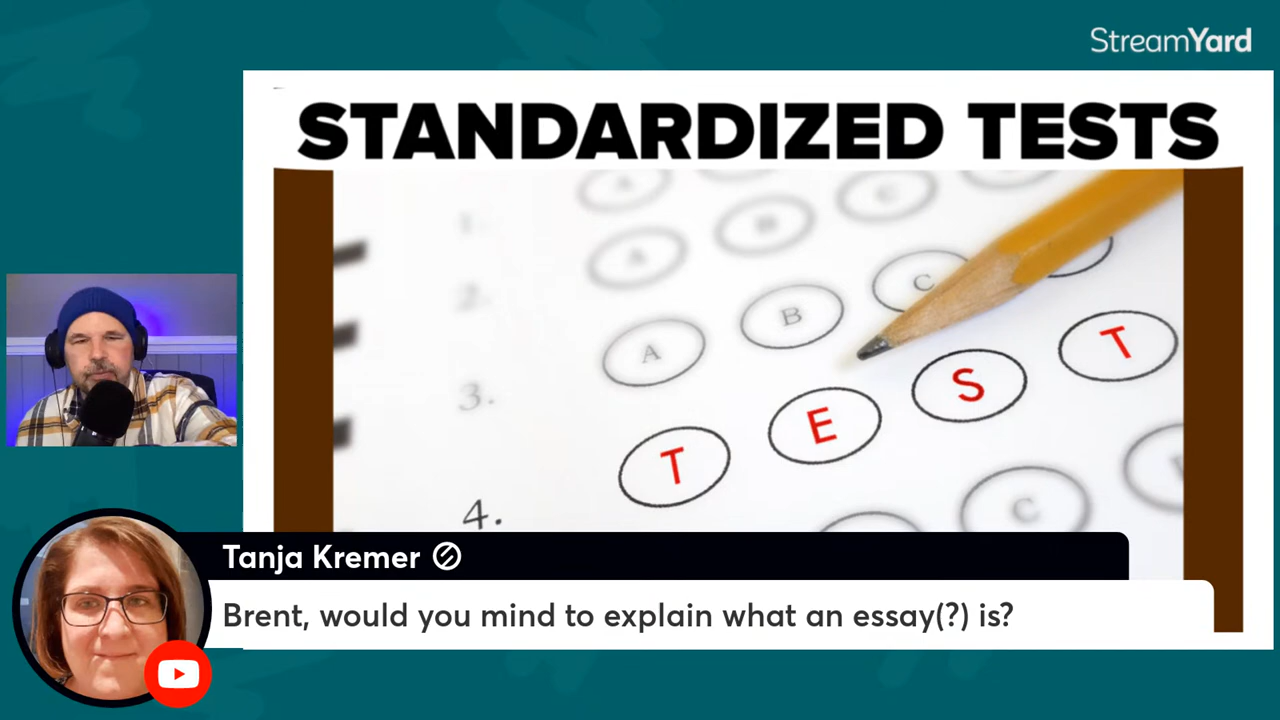 StreamYard
STANDARDIZED TESTS
1.
A B C
2.
A B C
3.
T E S T
4.
C
Tanja Kremer
Brent, would you mind to explain what an essay(?) is?